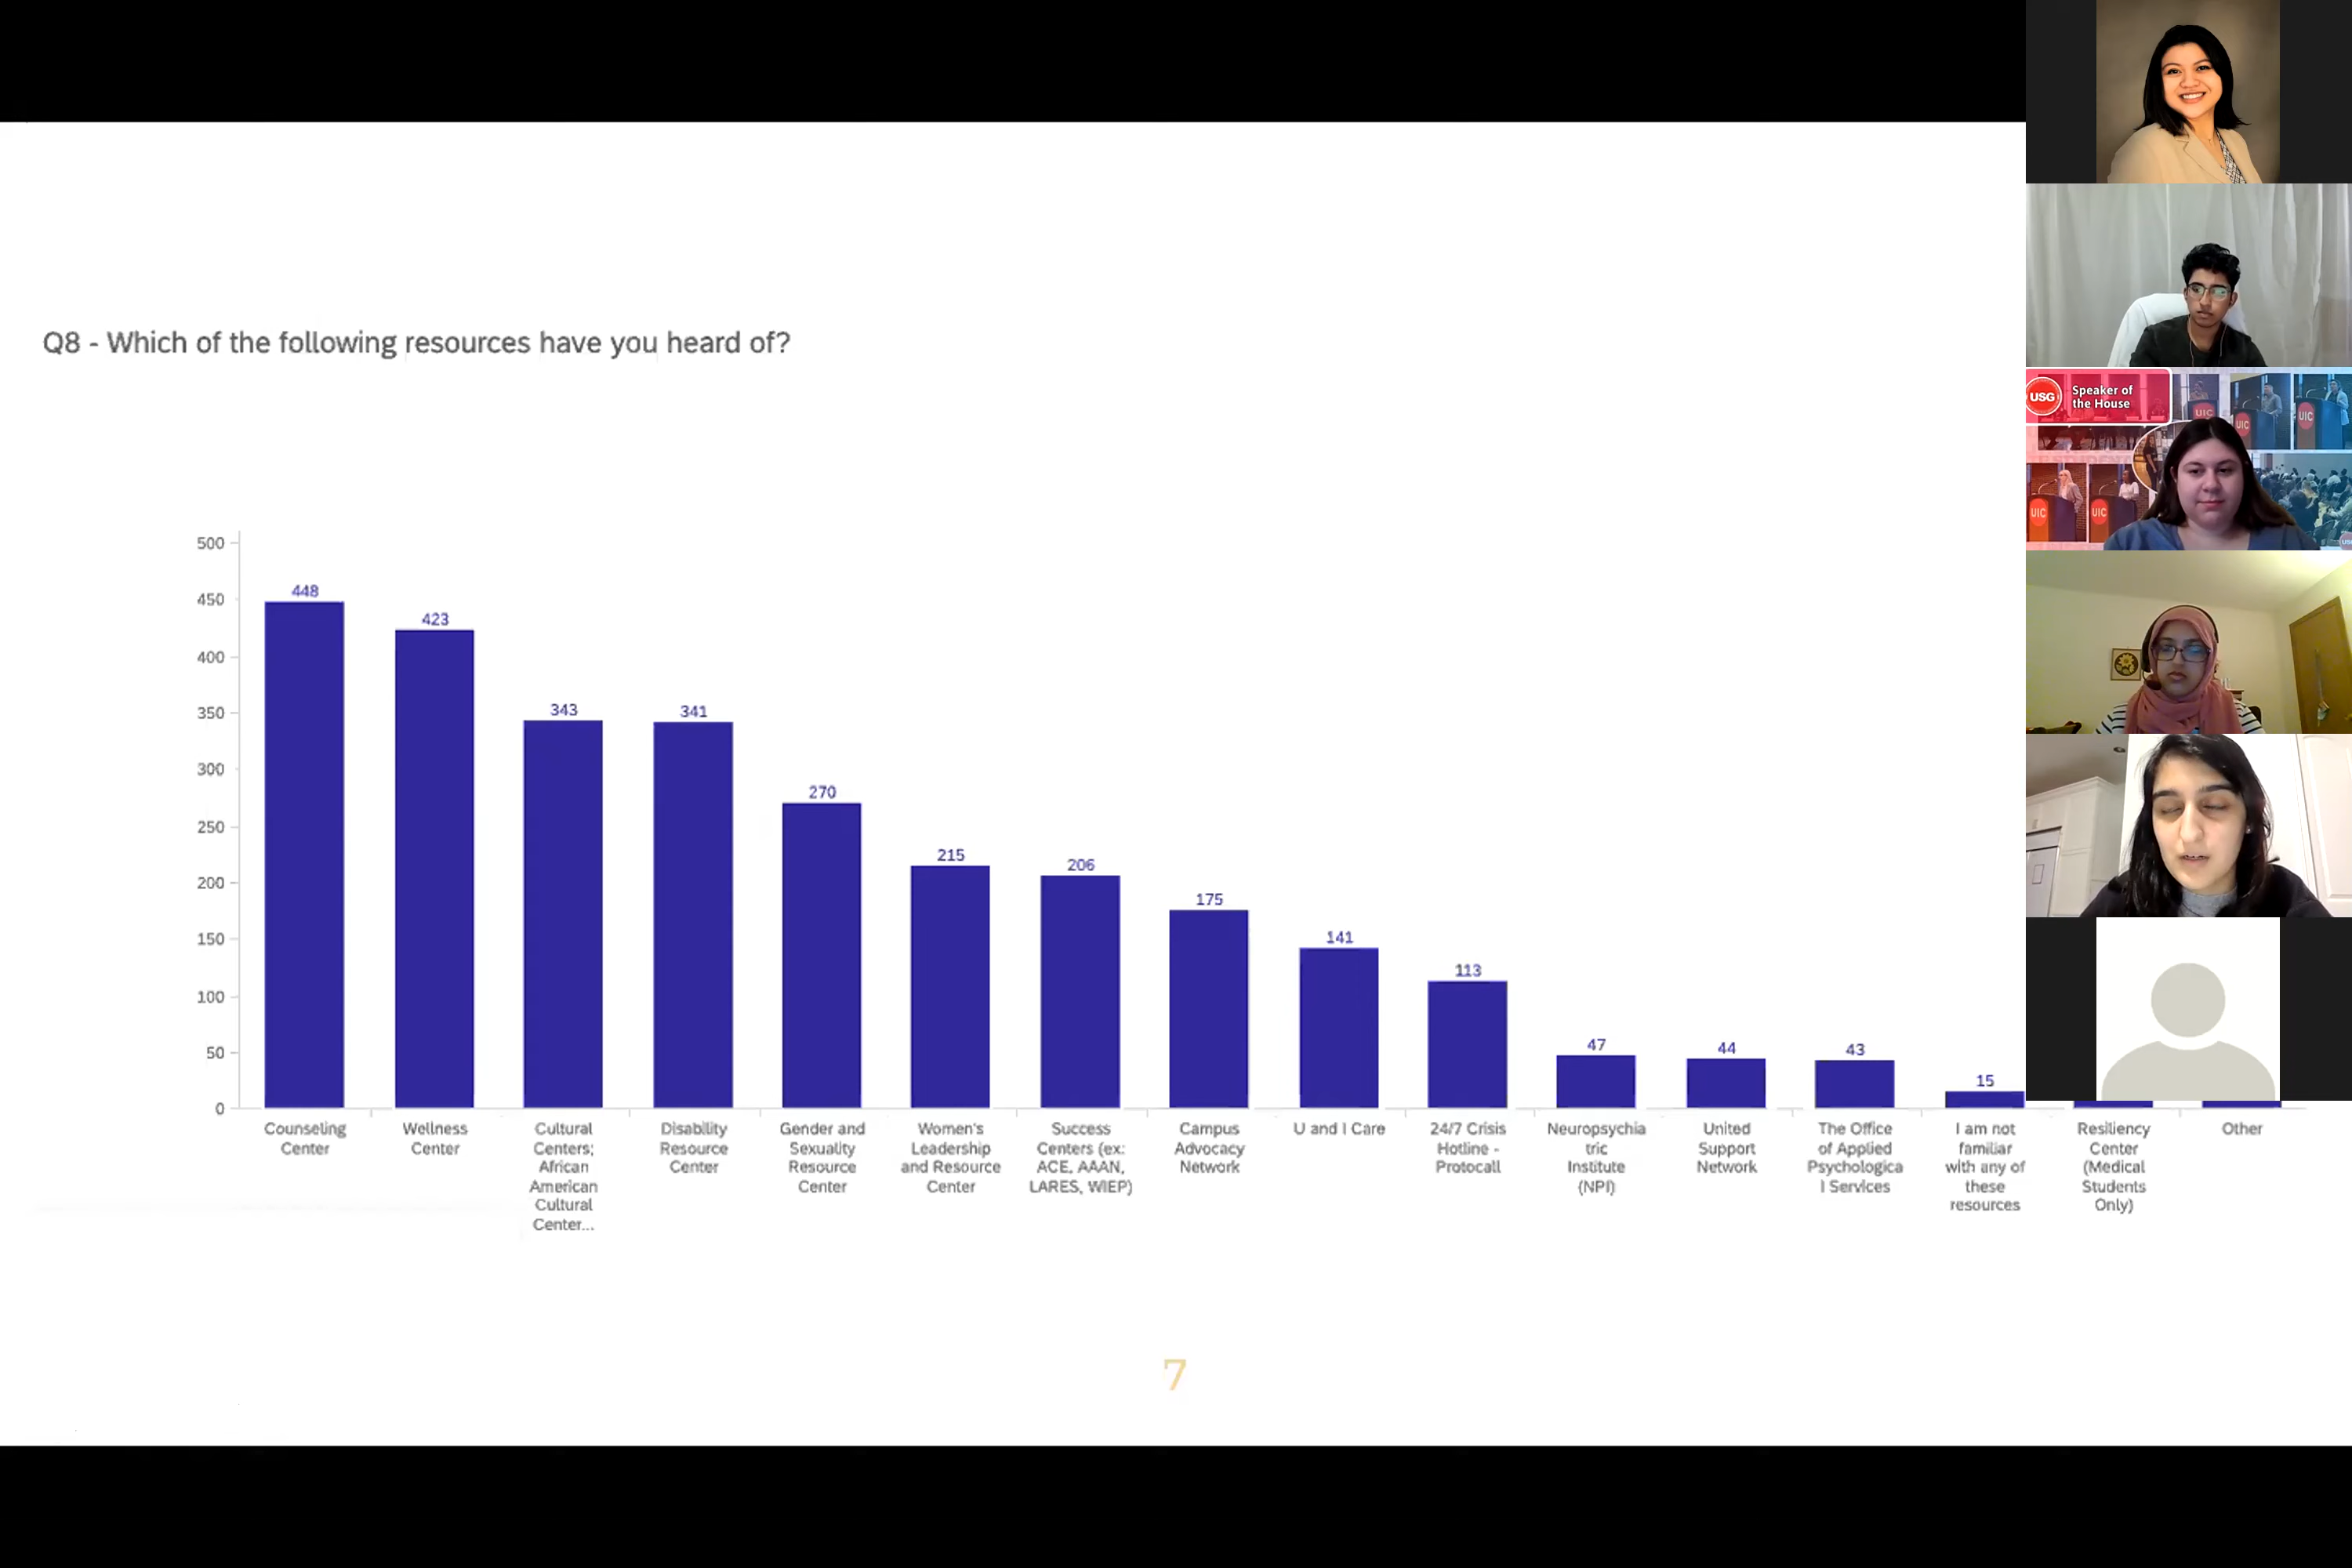 Q8 - Which of the following resources have you heard of?
500
450
400
350
300
250
200
150
100
50
0
448
423
343
341
270
215
206
175
141
113
47
44
43
15
Counseling
Center
Wellness
Center
Cultural
Centers;
African
American
Cultural
Center...
Disability
Resource
Center
Gender and
Sexuality
Resource
Center
Women's
Leadership
and Resource
Center
Success
Centers (ex:
ACE, AAAN,
LARES, WIEP)
Campus
Advocacy
Network
U and I Care
24/7 Crisis
Hotline -
Protocall
Neuropsychia
tric
Institute
(NPI)
United
Support
Network
The Office
of Applied
Psychologica
l Services
I am not
familiar
with any of
these
resources
Resiliency
Center
(Medical
Students
Only)
Other
7
USG
Speaker of
the House
UIC
UIC
UIC
UIC
UIC